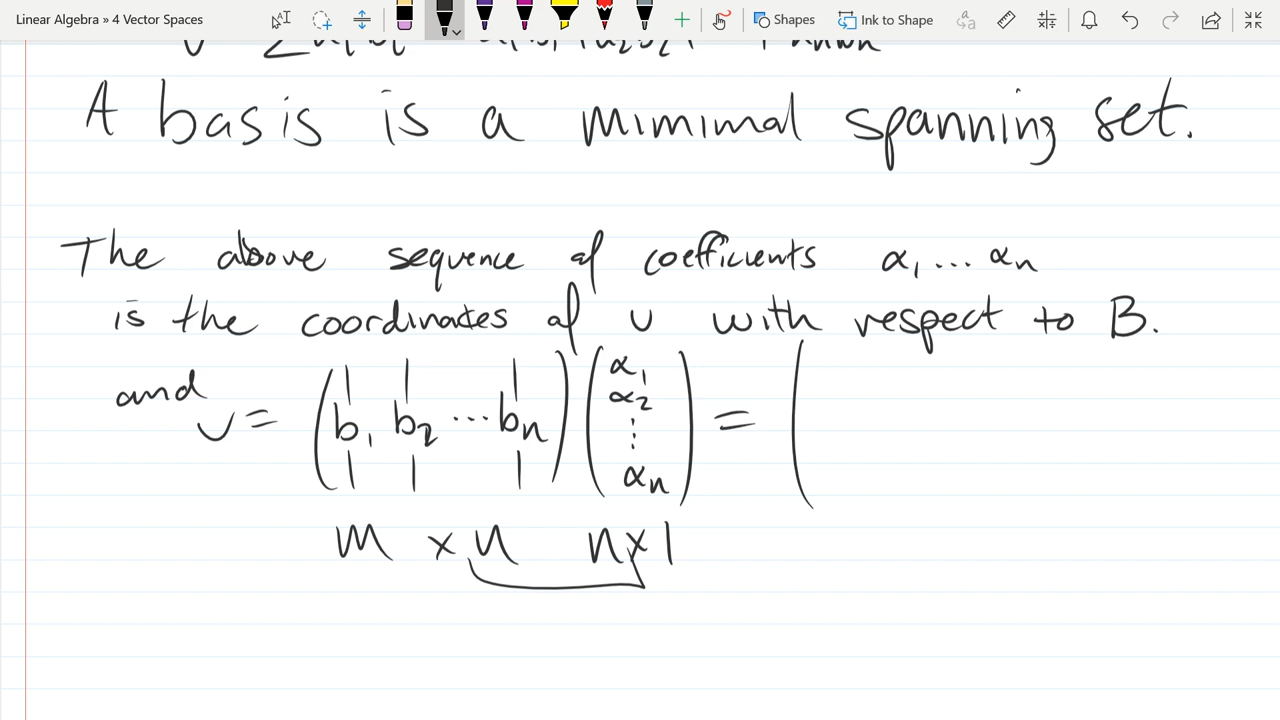 Linear Algebra » 4 Vector Spaces
Shapes
Ink to Shape
A basis is a mimimal spanning set.
The above sequence of coefficients α₁ ... αₙ
is the coordinates of v with respect to B.
and
v = ( b₁ b₂ ... bₙ ) ( α₁ α₂ ⋮ αₙ ) = (
m × n n×1